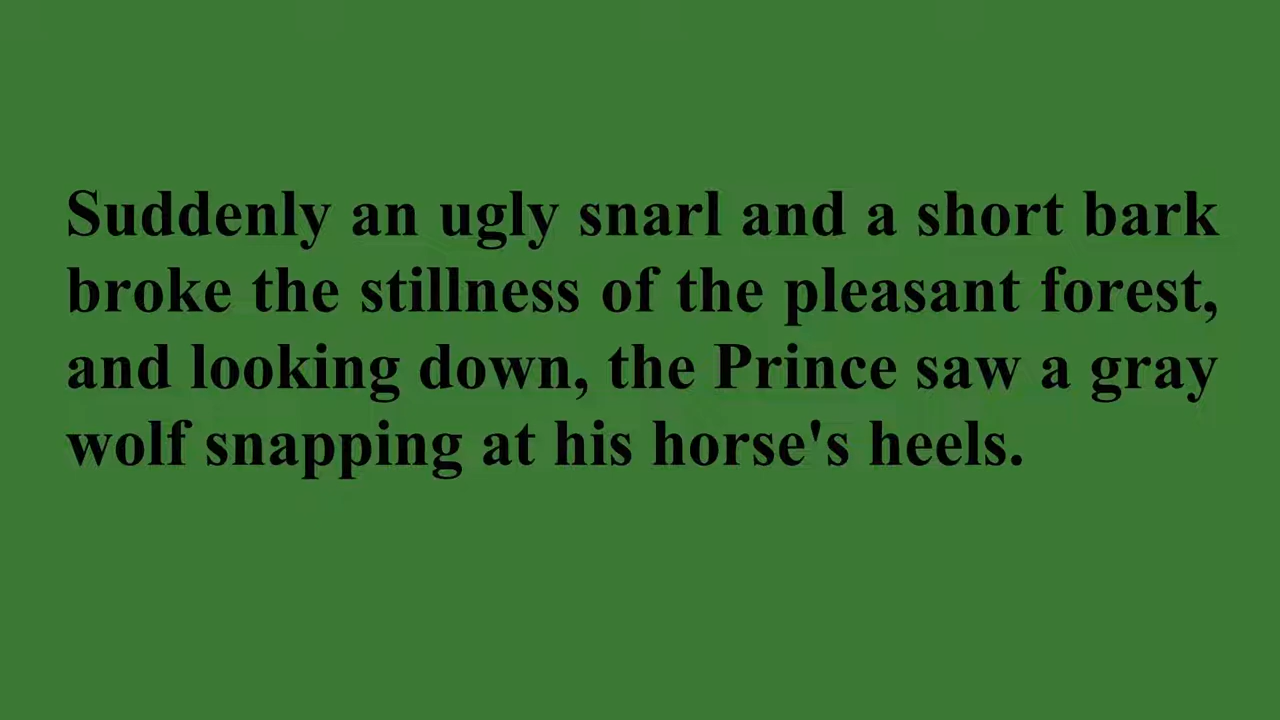 Suddenly an ugly snarl and a short bark
broke the stillness of the pleasant forest,
and looking down, the Prince saw a gray
wolf snapping at his horse's heels.